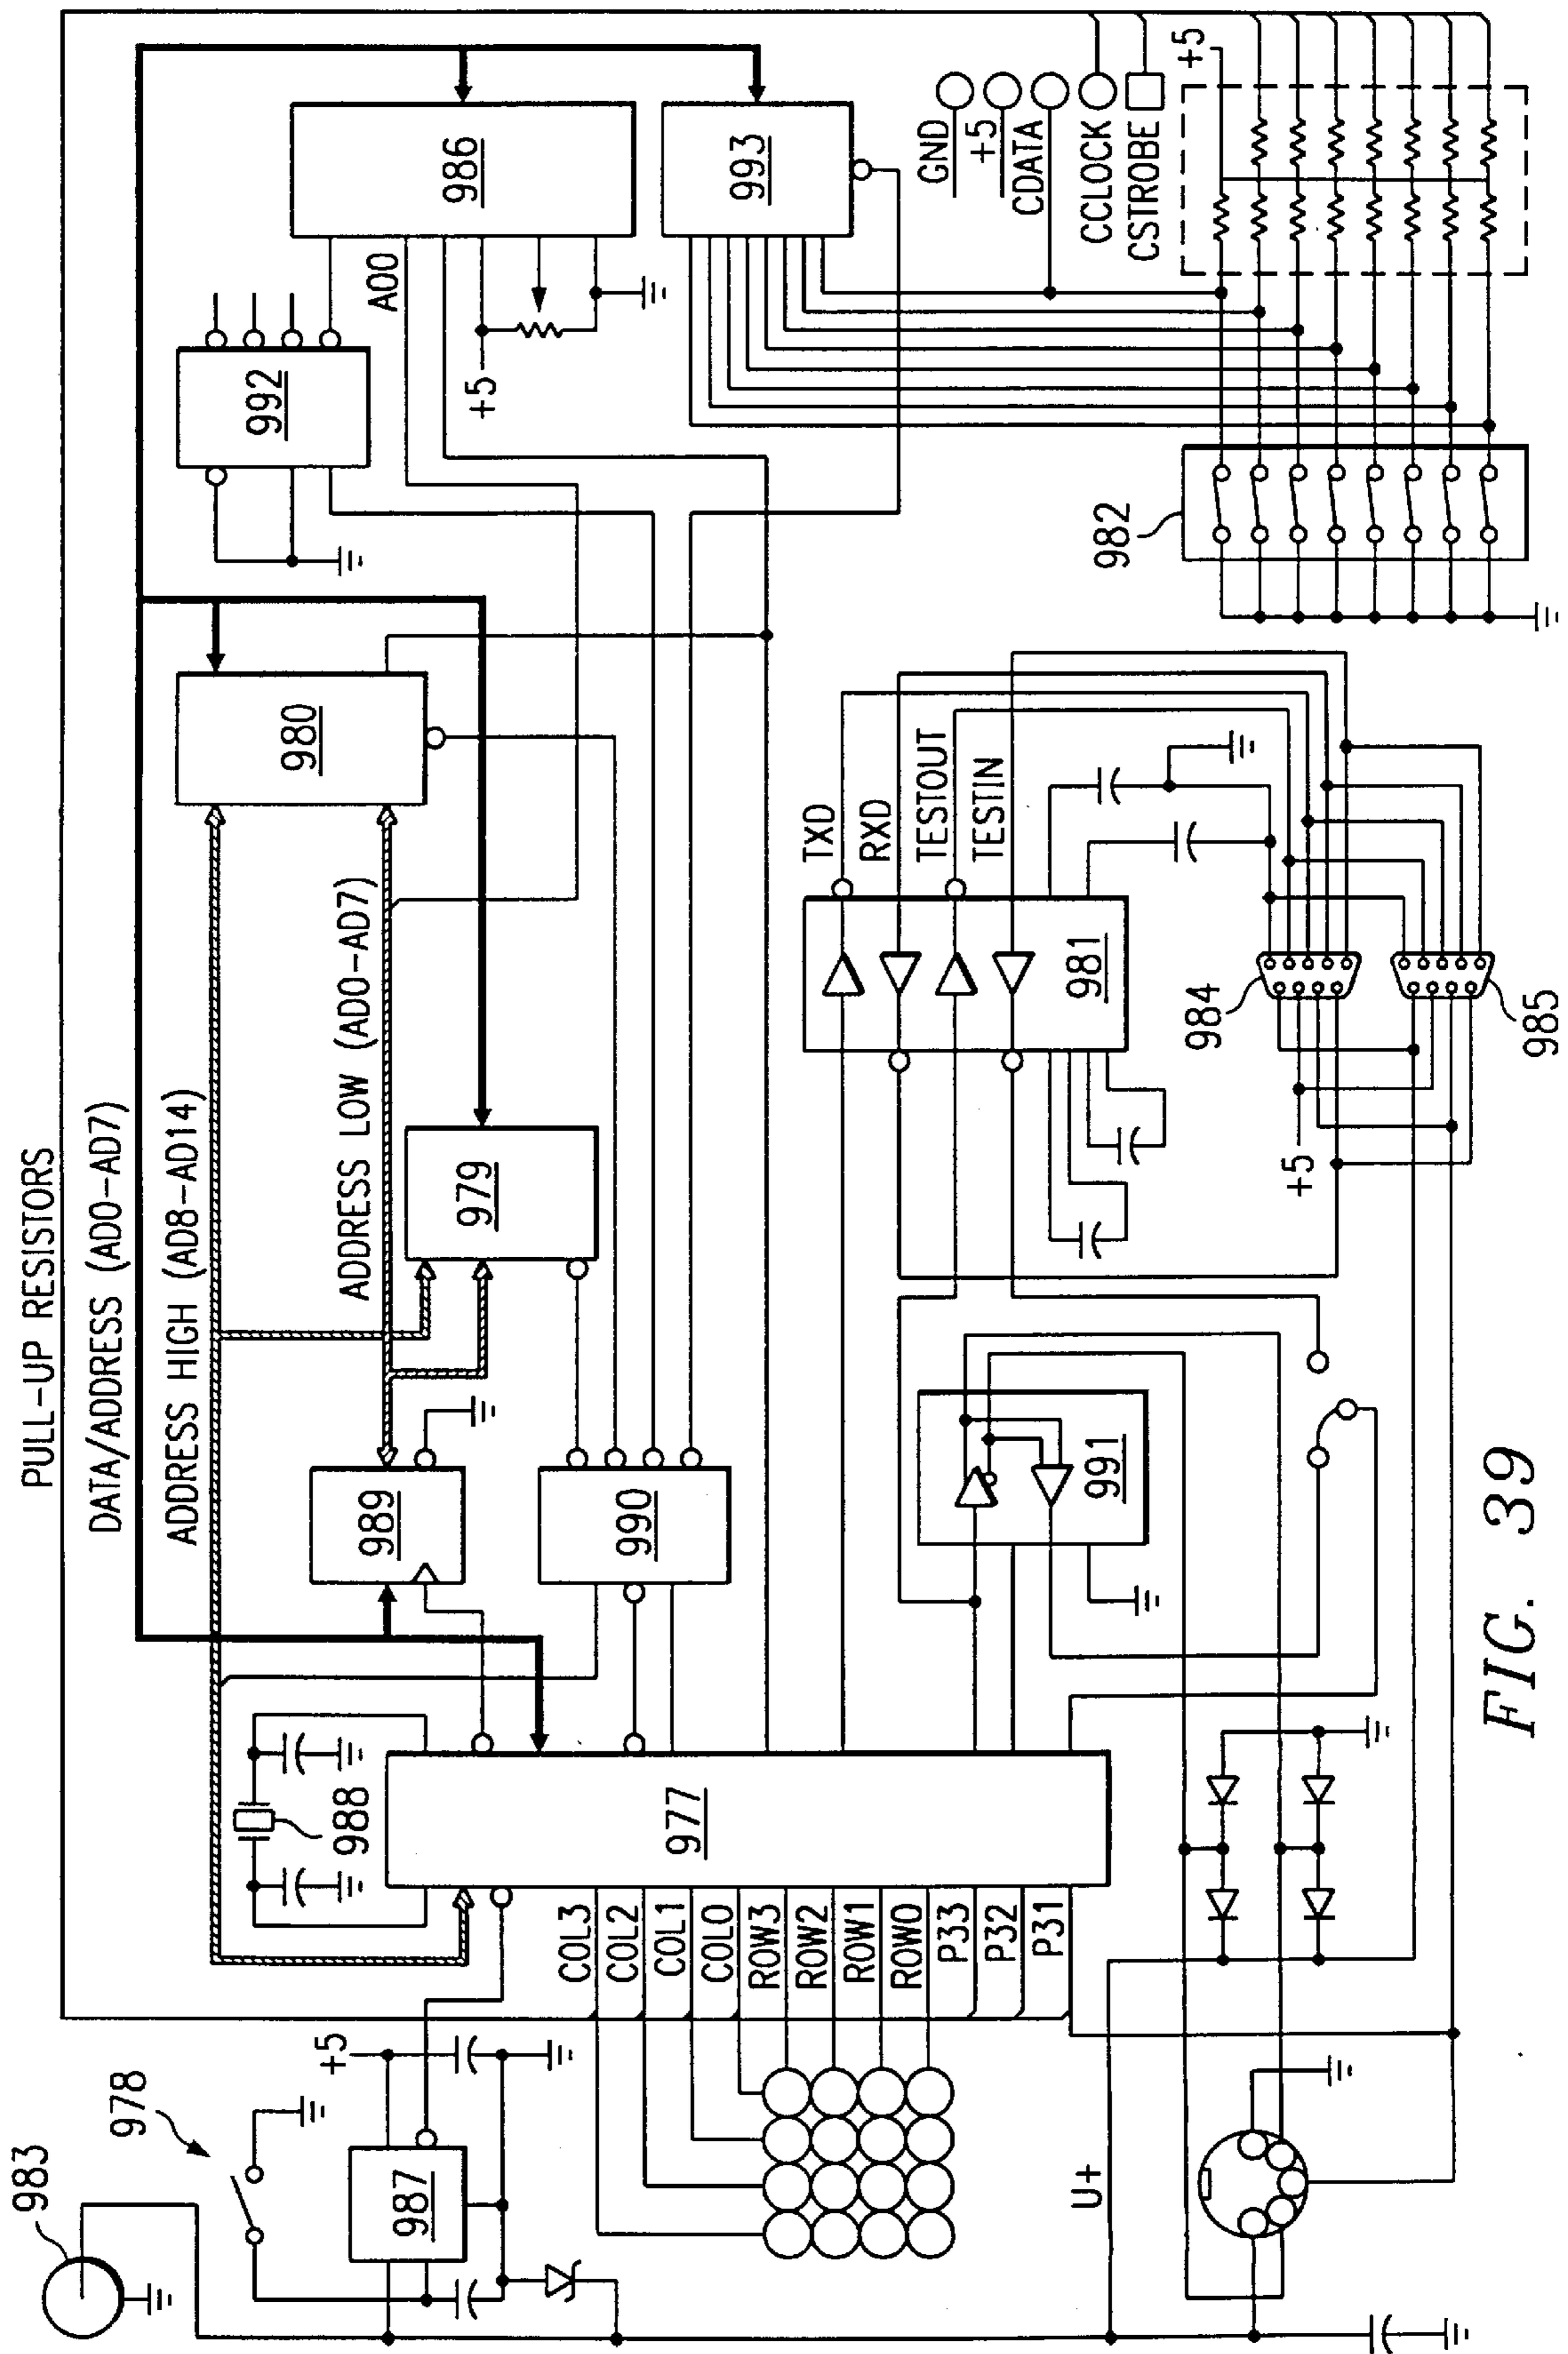 PULL-UP RESISTORS
DATA/ADDRESS (AD0-AD7)
ADDRESS HIGH (AD8-AD14)
ADDRESS LOW (AD0-AD7)
983
978
+5
987
988
977
COL3
COL2
COL1
COL0
ROW3
ROW2
ROW1
ROW0
P33
P32
P31
U+
989
990
979
980
992
A00
+5
986
993
991
981
TXD
RXD
TESTOUT
TESTIN
984
985
+5
982
GND
+5
CDATA
CCLOCK
CSTROBE
+5
FIG. 39